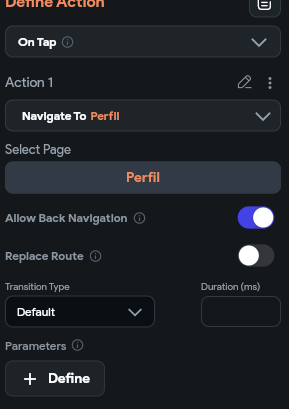 Define Action
On Tap
Action 1
Navigate To Perfil
Select Page
Perfil
Allow Back Navigation
Replace Route
Transition Type
Duration (ms)
Default
Parameters
+ Define